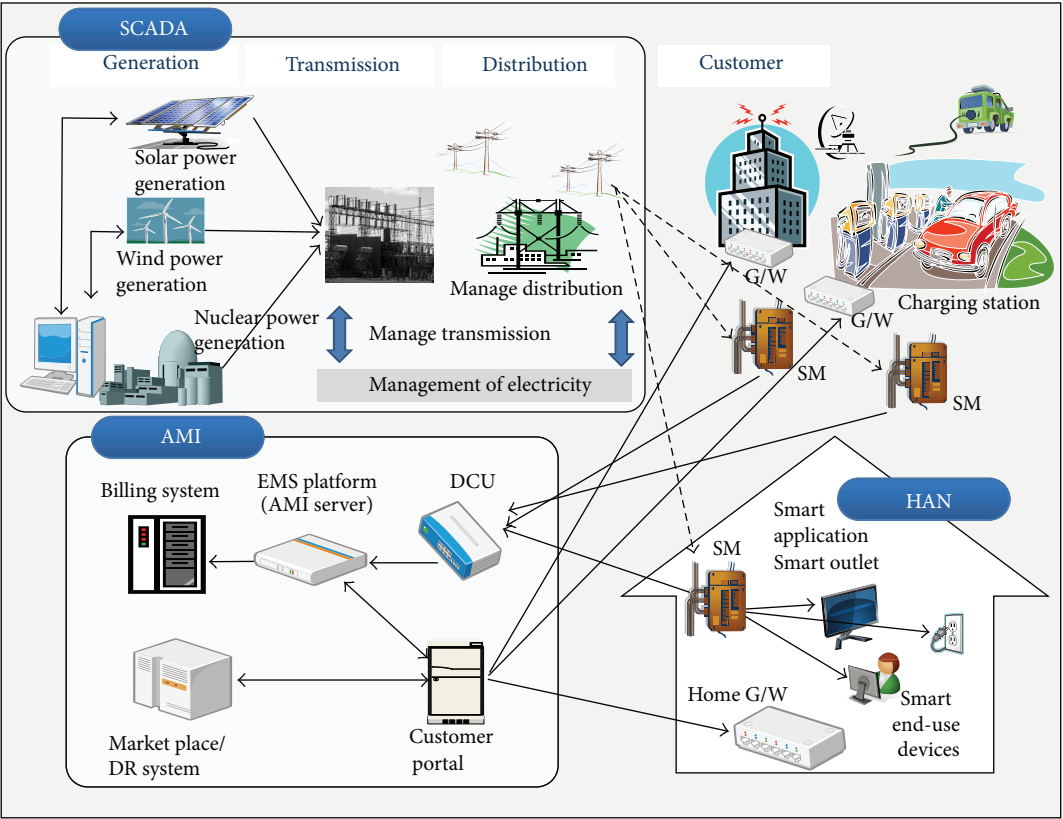 SCADA
Generation
Transmission
Distribution
Customer
Solar power
generation
Wind power
generation
Nuclear power
generation
Manage distribution
Manage transmission
Management of electricity
G/W
G/W
Charging station
SM
SM
AMI
Billing system
EMS platform
(AMI server)
DCU
Market place/
DR system
Customer
portal
HAN
Smart
application
Smart outlet
SM
Home G/W
Smart
end-use
devices